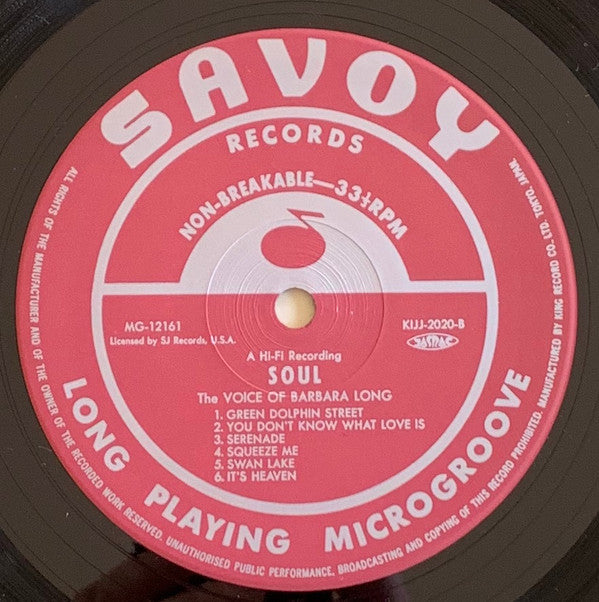 SAVOY
RECORDS
NON-BREAKABLE—33⅓RPM
MG-12161
Licensed by SJ Records, U.S.A.
KIJJ-2020-B
JASRAC
A HI-FI Recording
SOUL
The VOICE OF BARBARA LONG
1. GREEN DOLPHIN STREET
2. YOU DON'T KNOW WHAT LOVE IS
3. SERENADE
4. SQUEEZE ME
5. SWAN LAKE
6. IT'S HEAVEN
LONG PLAYING MICROGROOVE
ALL RIGHTS OF THE MANUFACTURER AND OF THE OWNER OF THE RECORDED WORK RESERVED. UNAUTHORISED PUBLIC PERFORMANCE, BROADCASTING AND COPYING OF THIS RECORD PROHIBITED. MANUFACTURED BY KING RECORD CO., LTD. TOKYO, JAPAN.